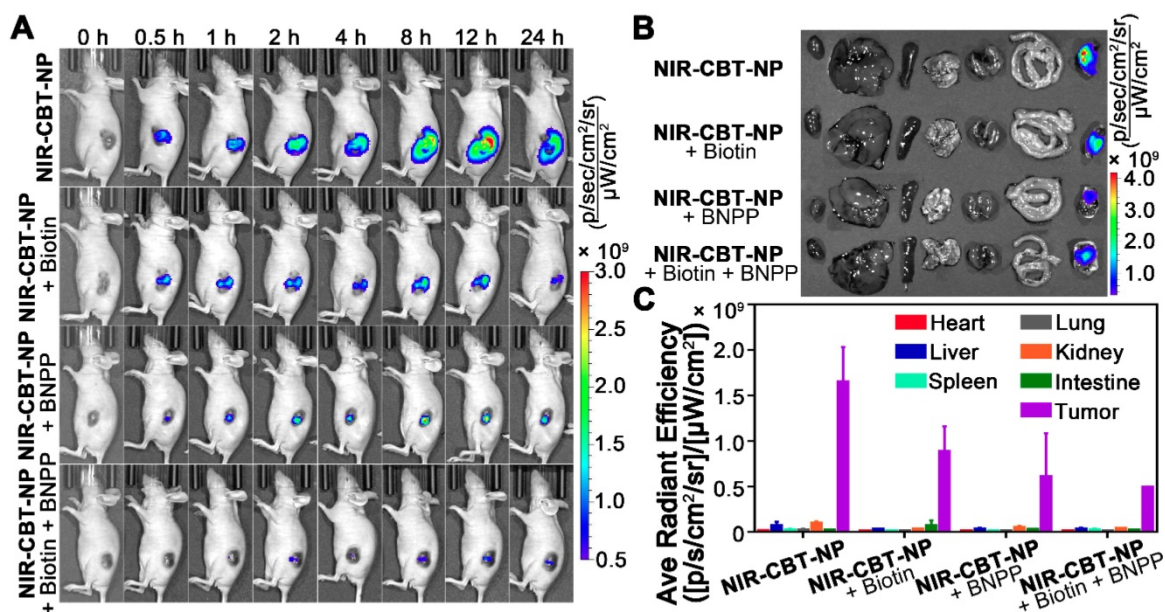 A
0 h 0.5 h 1 h 2 h 4 h 8 h 12 h 24 h
NIR-CBT-NP
NIR-CBT-NP
+ Biotin
NIR-CBT-NP
+ BNPP
NIR-CBT-NP
+ Biotin + BNPP
(p/sec/cm²/sr)
µW/cm²
× 10⁹
3.0
2.5
2.0
1.5
1.0
0.5
B
NIR-CBT-NP
NIR-CBT-NP
+ Biotin
NIR-CBT-NP
+ BNPP
NIR-CBT-NP
+ Biotin + BNPP
(p/sec/cm²/sr)
µW/cm²
× 10⁹
4.0
3.0
2.0
1.0
C
Ave Radiant Efficiency
([p/s/cm²/sr]/[µW/cm²]) × 10⁹
2.0
1.5
1.0
0.5
0
Heart
Liver
Spleen
Lung
Kidney
Intestine
Tumor
NIR-CBT-NP
NIR-CBT-NP
+ Biotin
NIR-CBT-NP
+ BNPP
NIR-CBT-NP
+ Biotin + BNPP